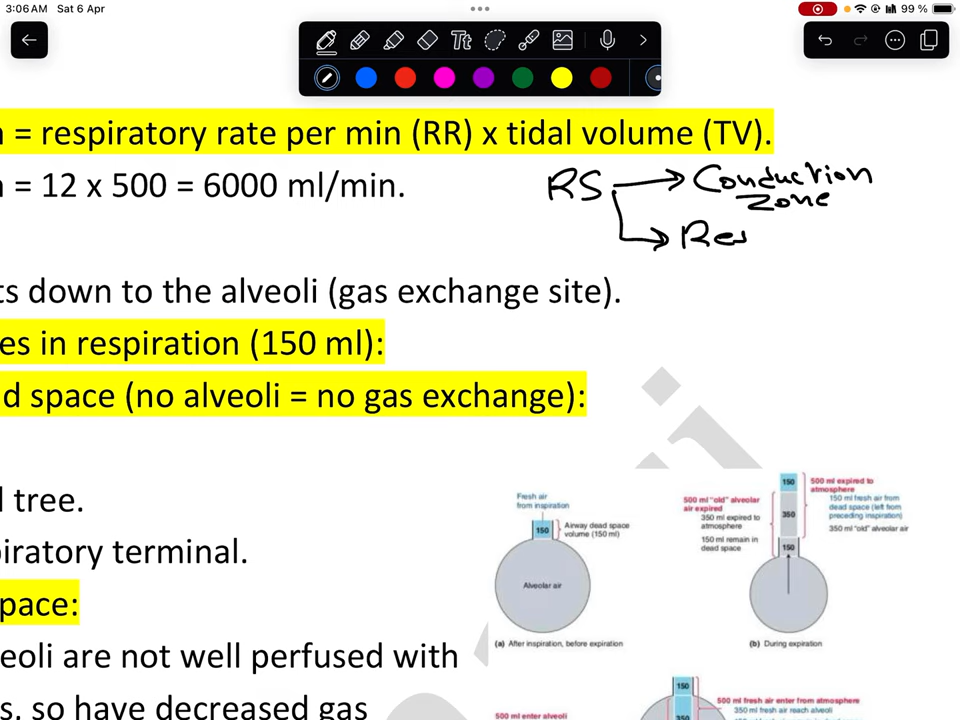 3:06 AM Sat 6 Apr
99 %
Tt
= respiratory rate per min (RR) x tidal volume (TV).
= 12 x 500 = 6000 ml/min.
RS → Conduction
Zone
→ Res
ts down to the alveoli (gas exchange site).
es in respiration (150 ml):
d space (no alveoli = no gas exchange):
l tree.
piratory terminal.
pace:
eoli are not well perfused with
s, so have decreased gas
Fresh air
from inspiration
150
Airway dead space
volume (150 ml)
Alveolar air
(a) After inspiration, before expiration
500 ml "old" alveolar
air expired
350 ml expired to
atmosphere
150 ml remain in
dead space
150
350
150
500 ml expired to
atmosphere
150 ml fresh air from
dead space (left from
preceding inspiration)
350 ml "old" alveolar air
(b) During expiration
500 ml enter alveoli
150
350
500 ml fresh air enter from atmosphere
350 ml fresh air reach alveoli